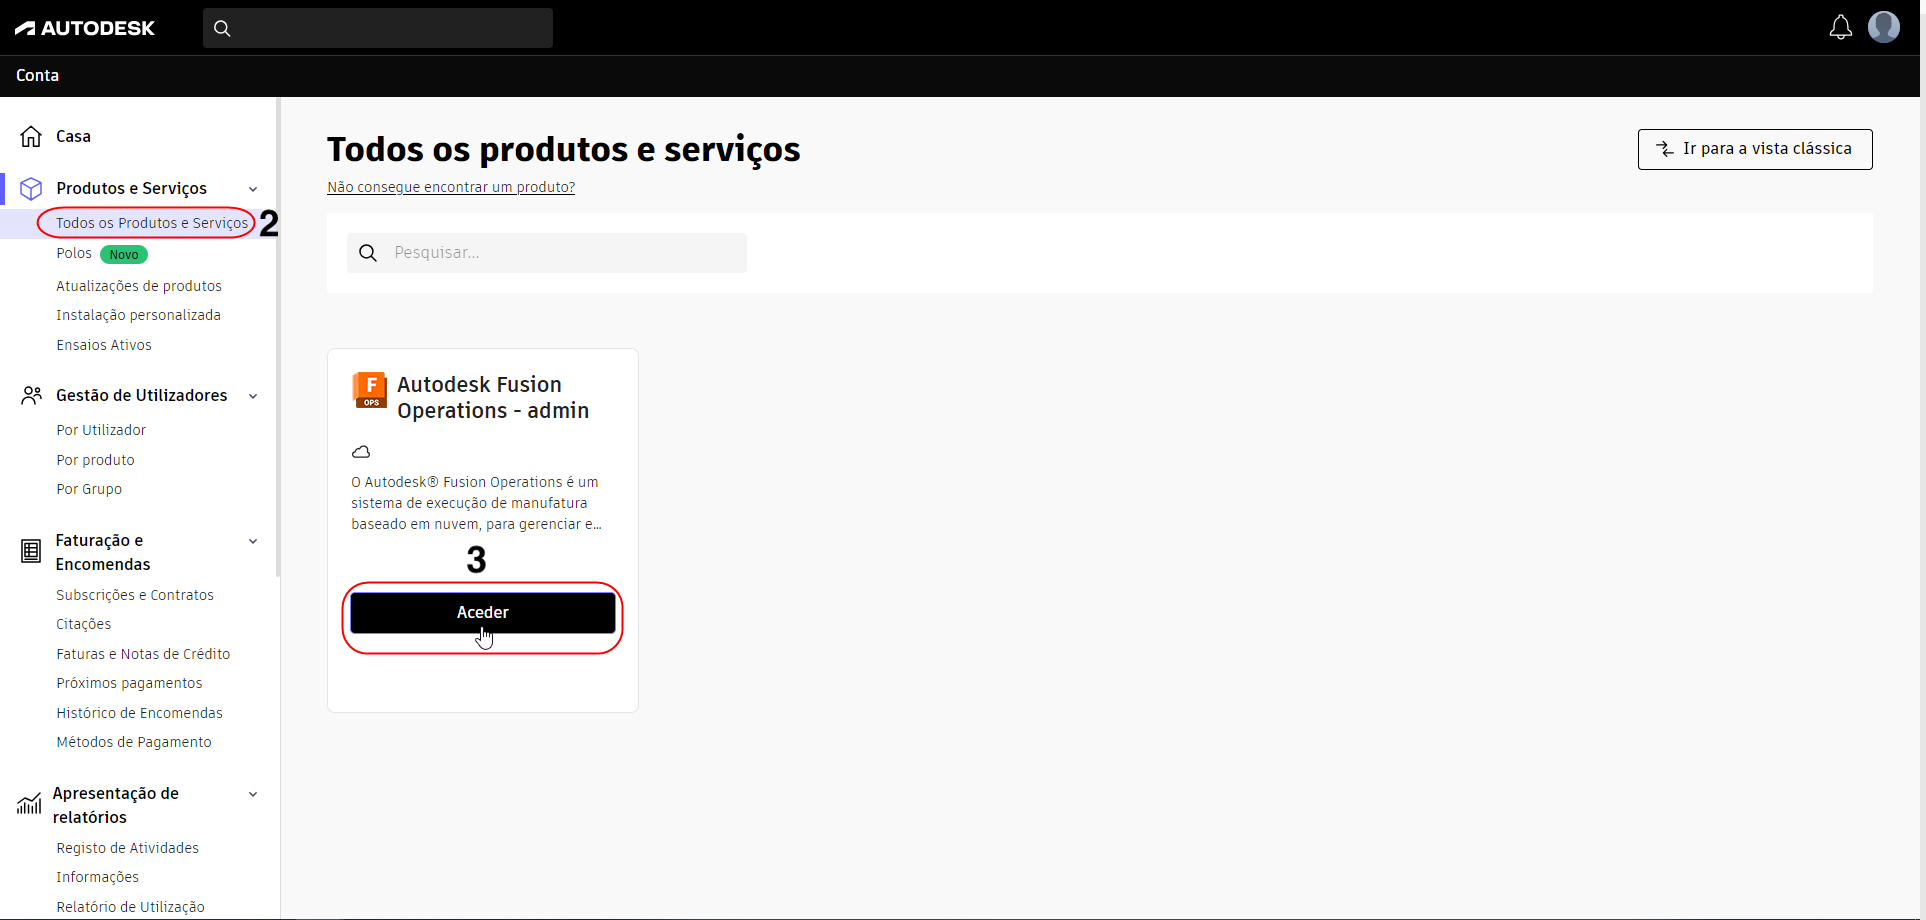 AUTODESK
Conta
Casa
Produtos e Serviços
Todos os Produtos e Serviços 2
Polos Novo
Atualizações de produtos
Instalação personalizada
Ensaios Ativos
Gestão de Utilizadores
Por Utilizador
Por produto
Por Grupo
Faturação e
Encomendas
Subscrições e Contratos
Citações
Faturas e Notas de Crédito
Próximos pagamentos
Histórico de Encomendas
Métodos de Pagamento
Apresentação de
relatórios
Registo de Atividades
Informações
Relatório de Utilização
Todos os produtos e serviços
Ir para a vista clássica
Não consegue encontrar um produto?
Pesquisar...
F
OPS
Autodesk Fusion
Operations - admin
O Autodesk® Fusion Operations é um
sistema de execução de manufatura
baseado em nuvem, para gerenciar e...
3
Aceder